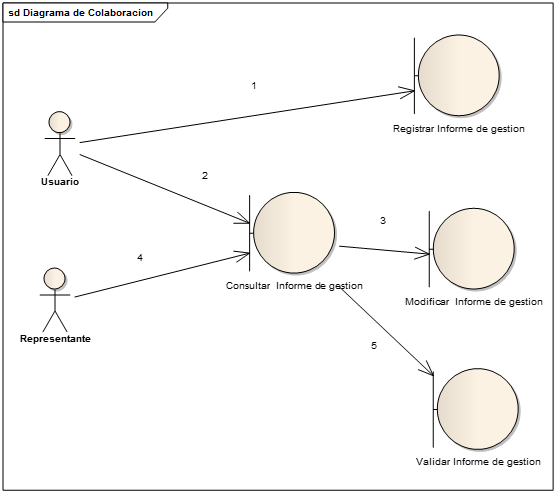 sd Diagrama de Colaboracion
1
Registrar Informe de gestion
Usuario
2
3
Consultar Informe de gestion
Modificar Informe de gestion
4
Representante
5
Validar Informe de gestion